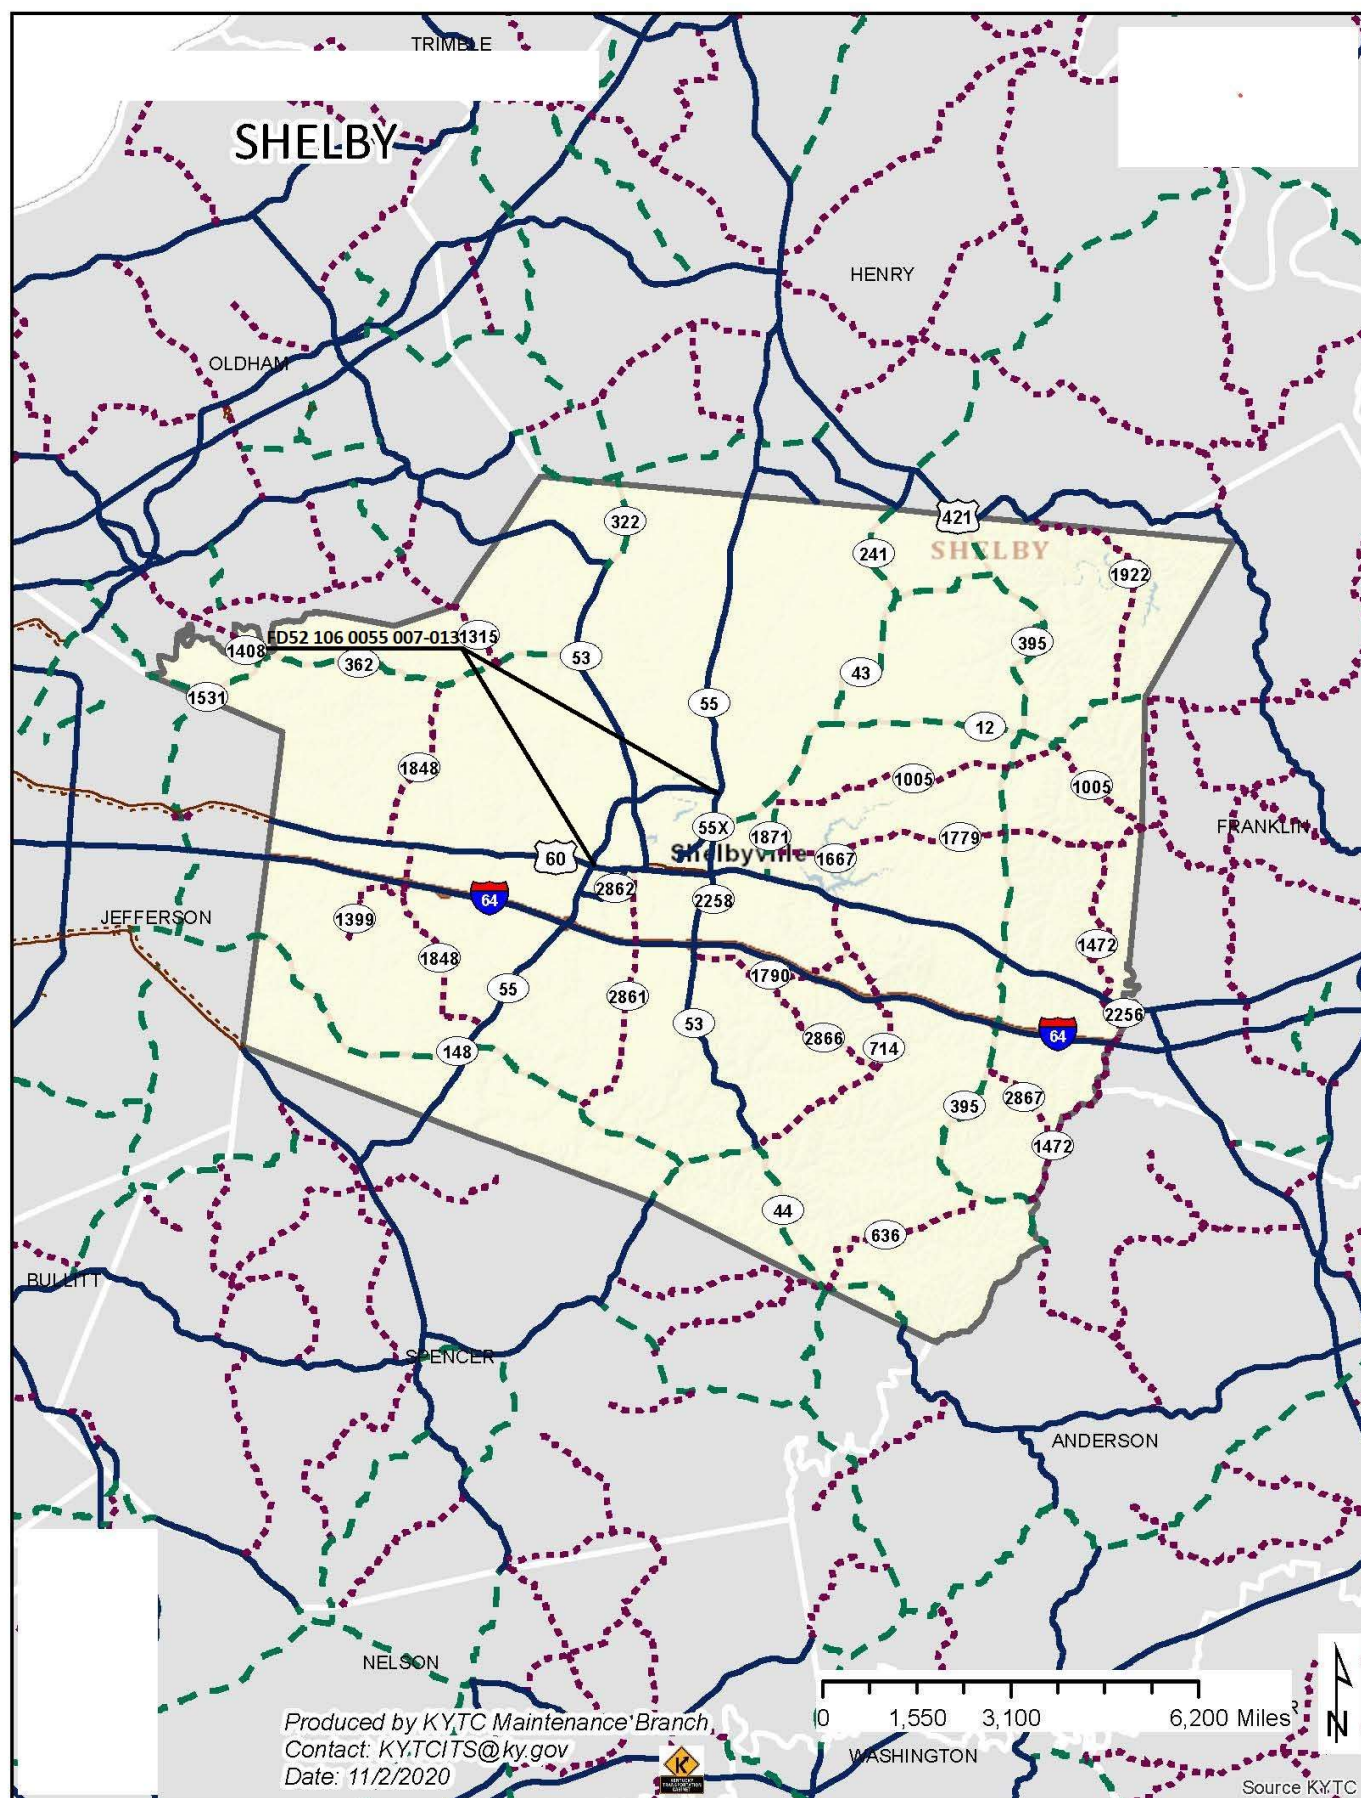 TRIMBLE
SHELBY
HENRY
OLDHAM
421
322
241
SHELBY
1922
FD52 106 0055 007-013
1315
395
1408
362
53
43
1531
55
12
1848
1005
1005
55X
1871
1779
FRANKLIN
Shelbyville
60
1667
2862
64
2258
JEFFERSON
1399
1472
1848
1790
55
2861
2256
53
2866
64
714
148
395
2867
1472
44
636
BULLITT
SPENCER
ANDERSON
NELSON
Produced by KYTC Maintenance Branch
Contact: KYTCITS@ky.gov
Date: 11/2/2020
0 1,550 3,100 6,200 Miles
N
WASHINGTON
Source KYTC